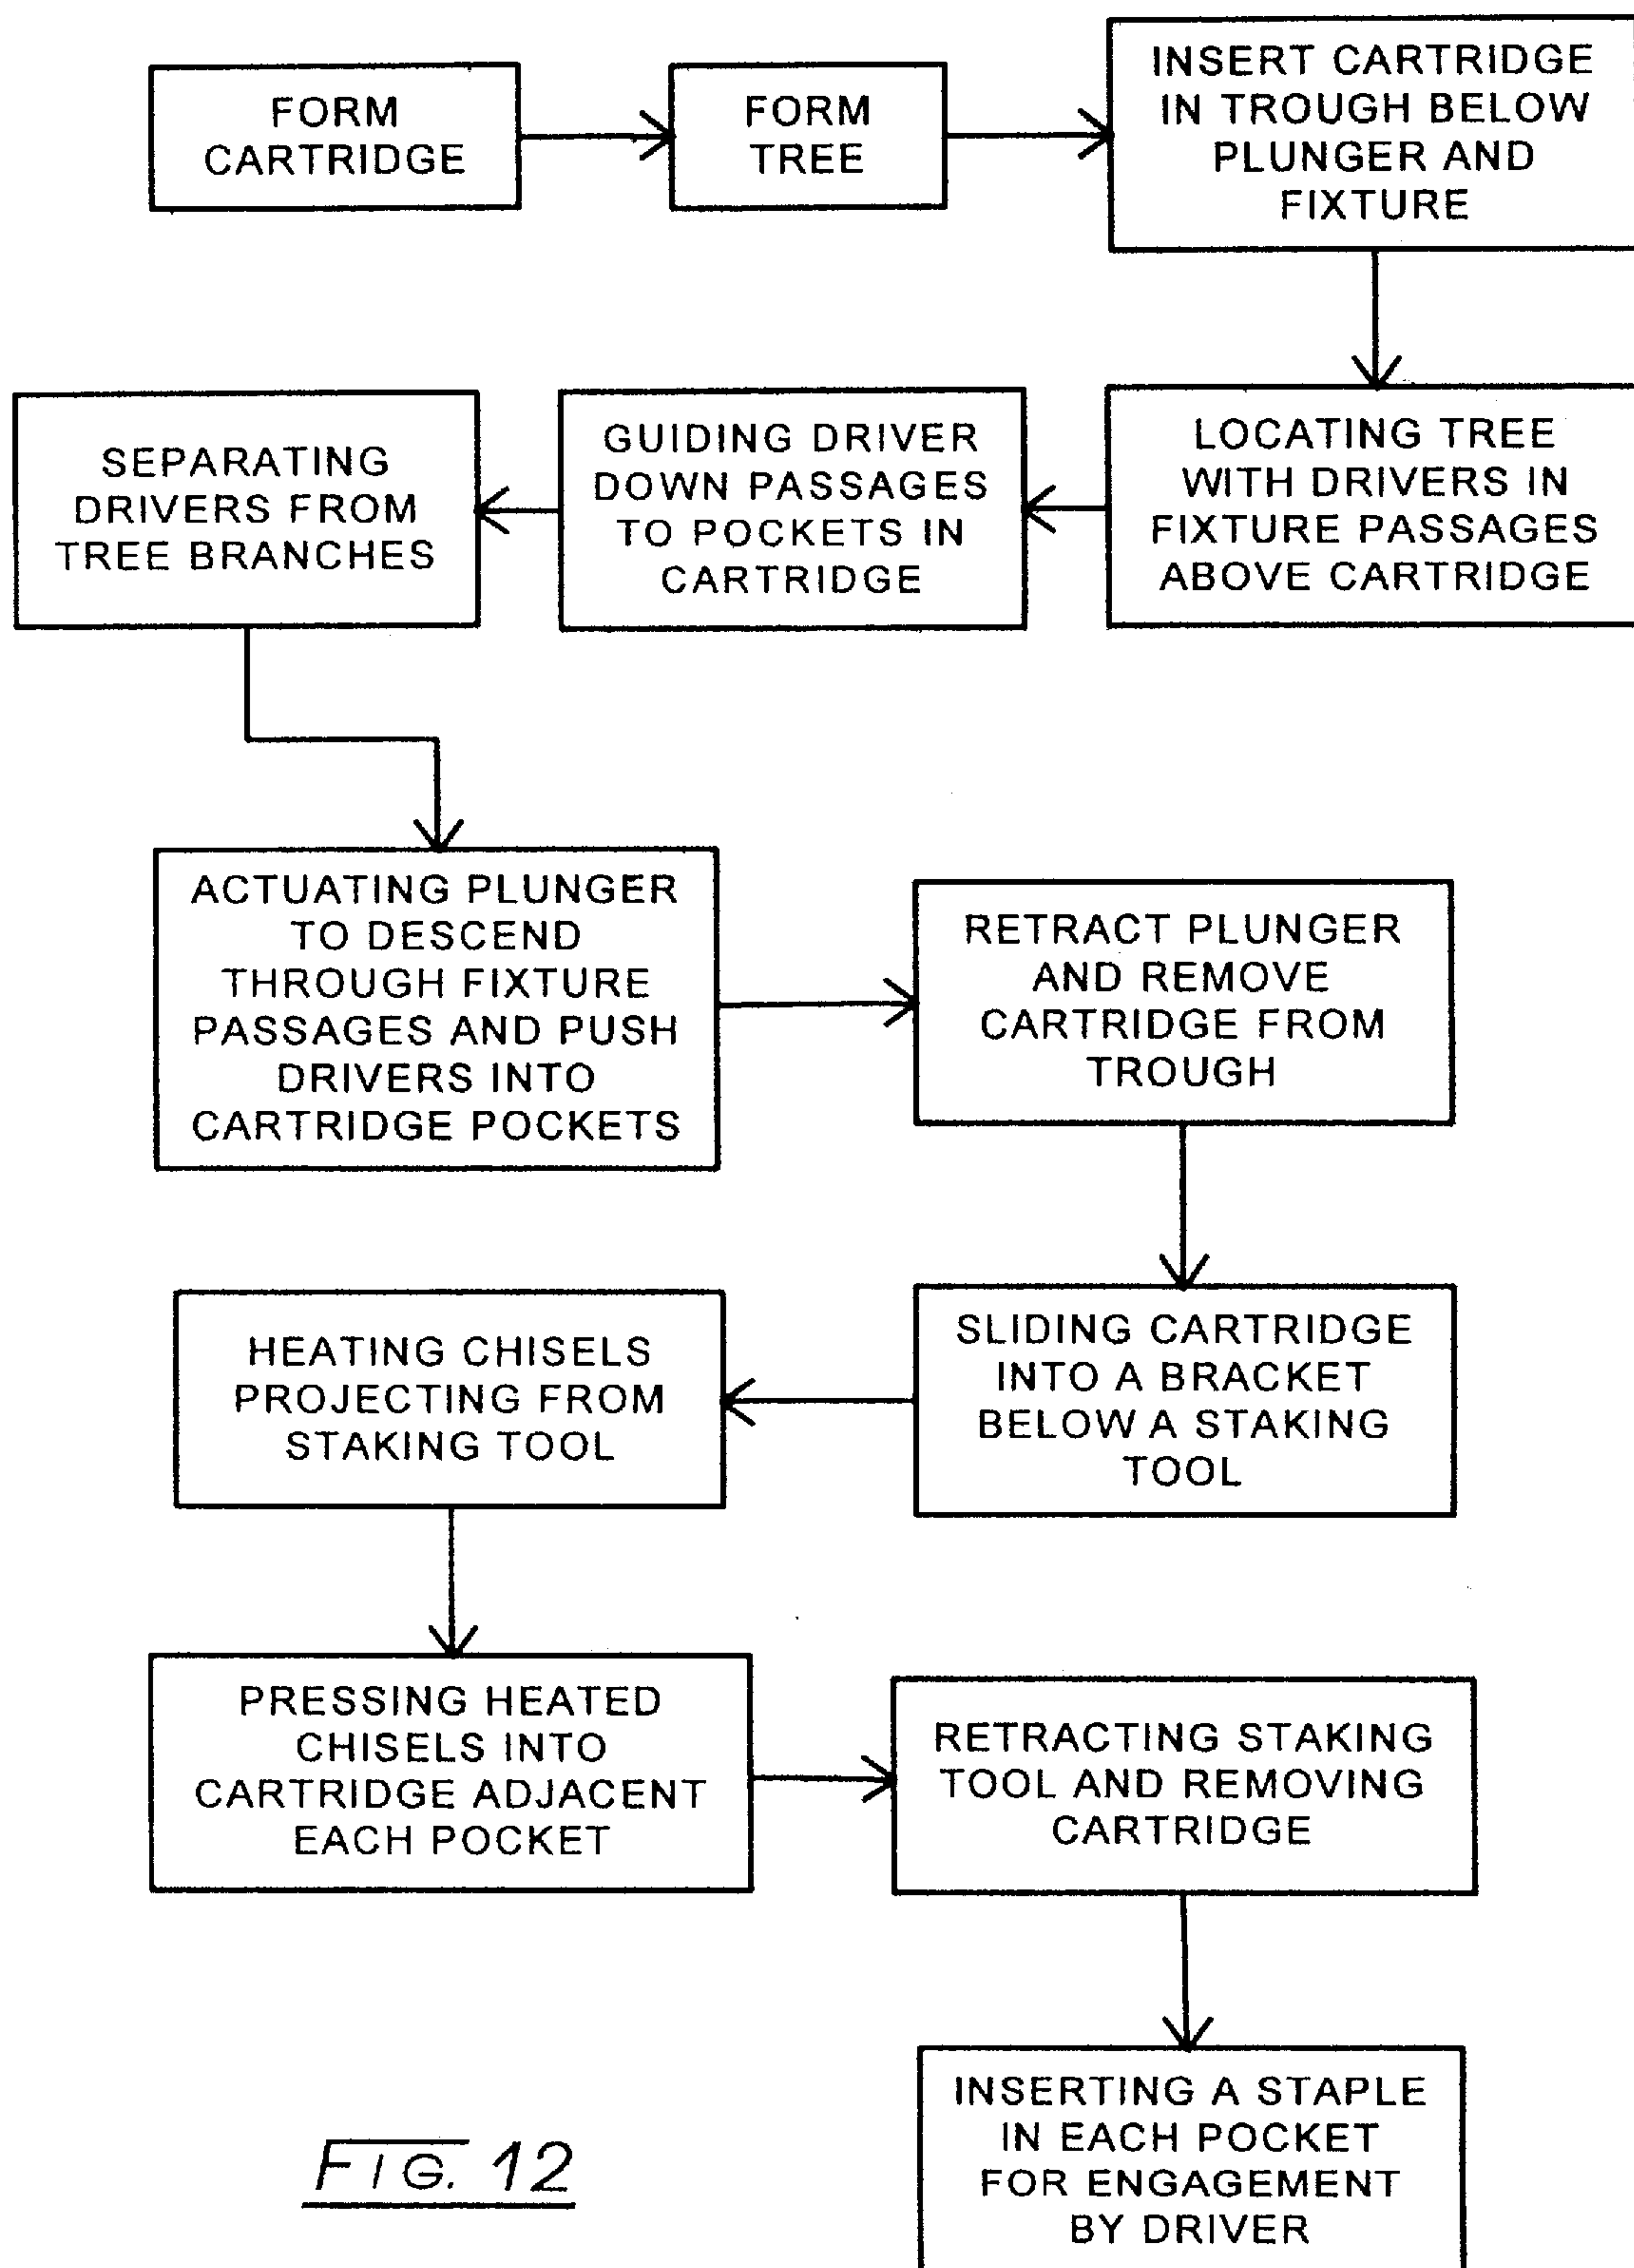 FORM
CARTRIDGE
FORM
TREE
INSERT CARTRIDGE
IN TROUGH BELOW
PLUNGER AND
FIXTURE
LOCATING TREE
WITH DRIVERS IN
FIXTURE PASSAGES
ABOVE CARTRIDGE
GUIDING DRIVER
DOWN PASSAGES
TO POCKETS IN
CARTRIDGE
SEPARATING
DRIVERS FROM
TREE BRANCHES
ACTUATING PLUNGER
TO DESCEND
THROUGH FIXTURE
PASSAGES AND PUSH
DRIVERS INTO
CARTRIDGE POCKETS
RETRACT PLUNGER
AND REMOVE
CARTRIDGE FROM
TROUGH
SLIDING CARTRIDGE
INTO A BRACKET
BELOW A STAKING
TOOL
HEATING CHISELS
PROJECTING FROM
STAKING TOOL
PRESSING HEATED
CHISELS INTO
CARTRIDGE ADJACENT
EACH POCKET
RETRACTING STAKING
TOOL AND REMOVING
CARTRIDGE
INSERTING A STAPLE
IN EACH POCKET
FOR ENGAGEMENT
BY DRIVER
FIG. 12